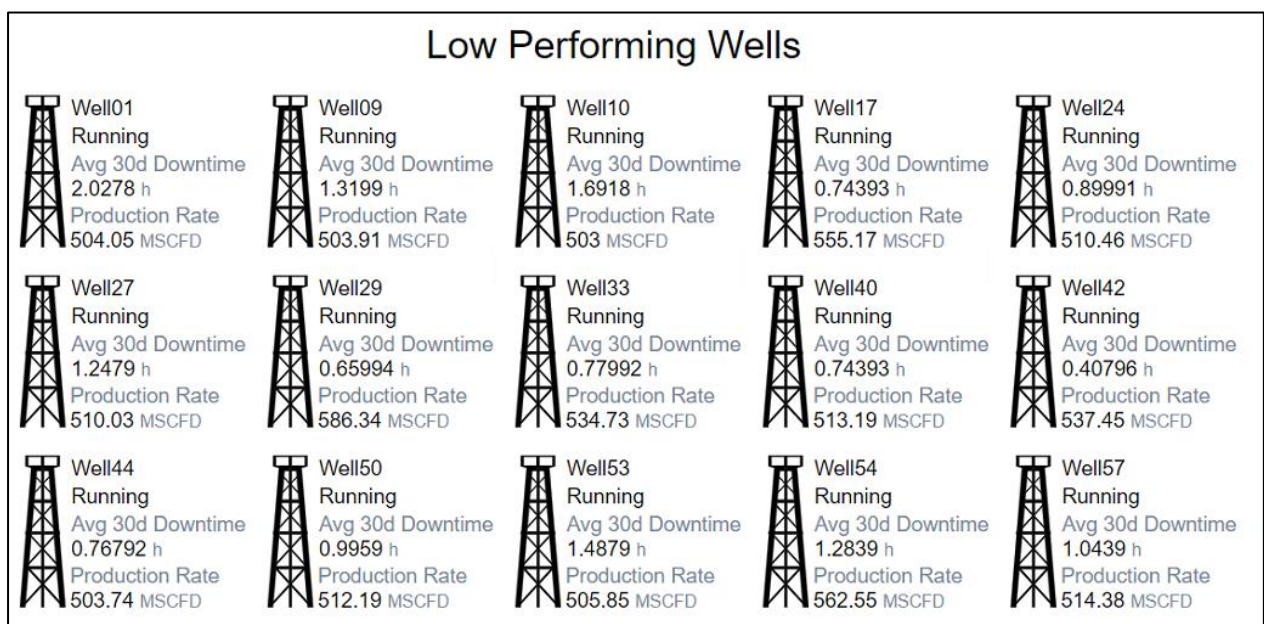 Low Performing Wells
Well01
Running
Avg 30d Downtime
2.0278 h
Production Rate
504.05 MSCFD
Well09
Running
Avg 30d Downtime
1.3199 h
Production Rate
503.91 MSCFD
Well10
Running
Avg 30d Downtime
1.6918 h
Production Rate
503 MSCFD
Well17
Running
Avg 30d Downtime
0.74393 h
Production Rate
555.17 MSCFD
Well24
Running
Avg 30d Downtime
0.89991 h
Production Rate
510.46 MSCFD
Well27
Running
Avg 30d Downtime
1.2479 h
Production Rate
510.03 MSCFD
Well29
Running
Avg 30d Downtime
0.65994 h
Production Rate
586.34 MSCFD
Well33
Running
Avg 30d Downtime
0.77992 h
Production Rate
534.73 MSCFD
Well40
Running
Avg 30d Downtime
0.74393 h
Production Rate
513.19 MSCFD
Well42
Running
Avg 30d Downtime
0.40796 h
Production Rate
537.45 MSCFD
Well44
Running
Avg 30d Downtime
0.76792 h
Production Rate
503.74 MSCFD
Well50
Running
Avg 30d Downtime
0.9959 h
Production Rate
512.19 MSCFD
Well53
Running
Avg 30d Downtime
1.4879 h
Production Rate
505.85 MSCFD
Well54
Running
Avg 30d Downtime
1.2839 h
Production Rate
562.55 MSCFD
Well57
Running
Avg 30d Downtime
1.0439 h
Production Rate
514.38 MSCFD